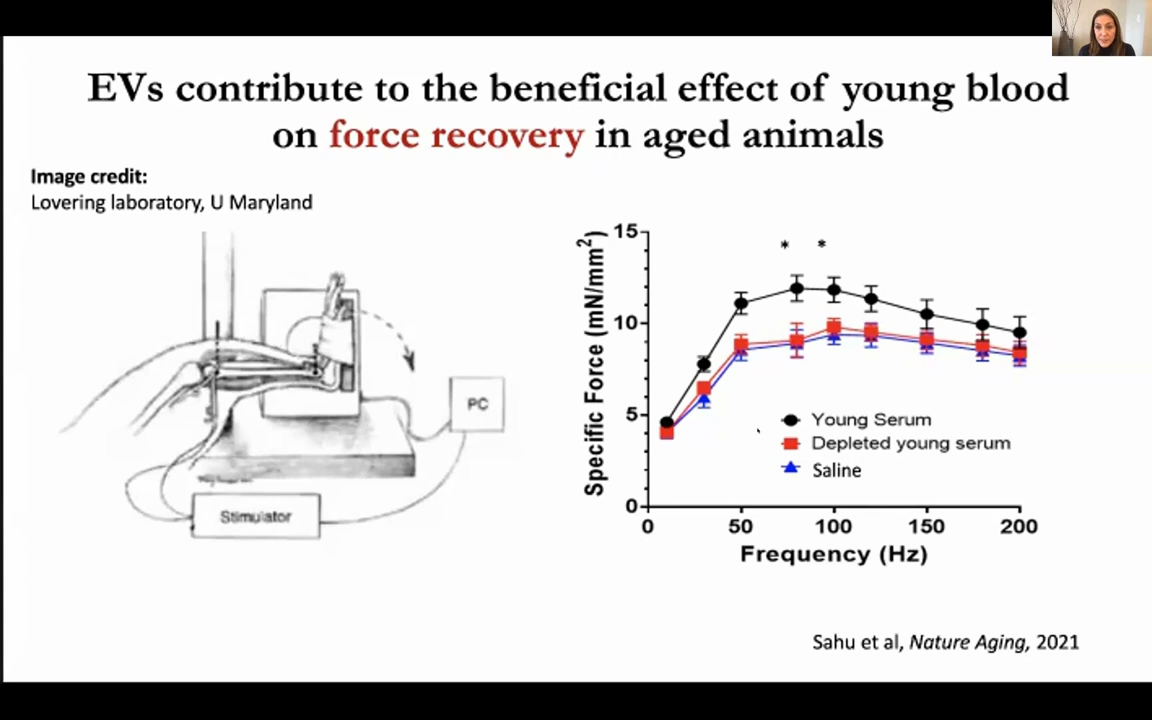 EVs contribute to the beneficial effect of young blood
on force recovery in aged animals
Image credit:
Lovering laboratory, U Maryland
PC
Stimulator
Specific Force (mN/mm²)
15
10
5
0
* *
Young Serum
Depleted young serum
Saline
0 50 100 150 200
Frequency (Hz)
Sahu et al, Nature Aging, 2021